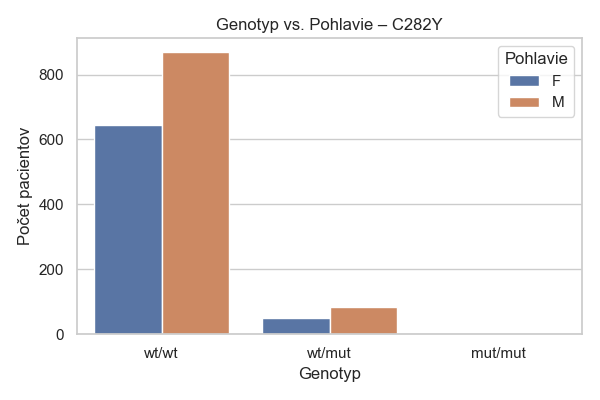 Genotyp vs. Pohlavie – C282Y
Pohlavie
F
M
Počet pacientov
800
600
400
200
0
wt/wt
wt/mut
mut/mut
Genotyp